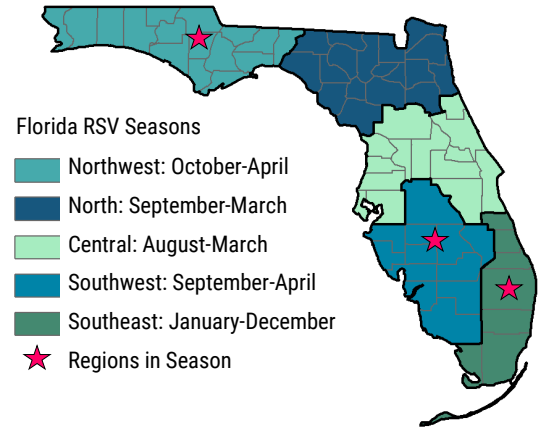 Florida RSV Seasons
Northwest: October-April
North: September-March
Central: August-March
Southwest: September-April
Southeast: January-December
Regions in Season